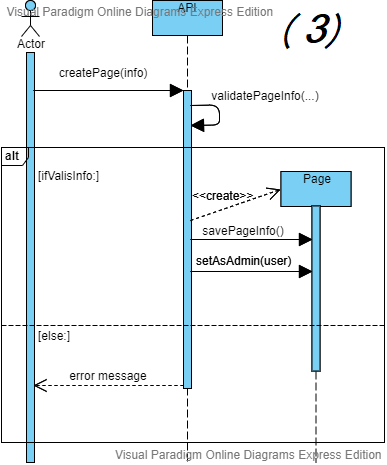 Visual Paradigm Online Diagrams Express Edition
(3)
API
Actor
createPage(info)
validatePageInfo(...)
alt
[ifValisInfo:]
Page
<<create>>
savePageInfo()
setAsAdmin(user)
[else:]
error message
Visual Paradigm Online Diagrams Express Edition